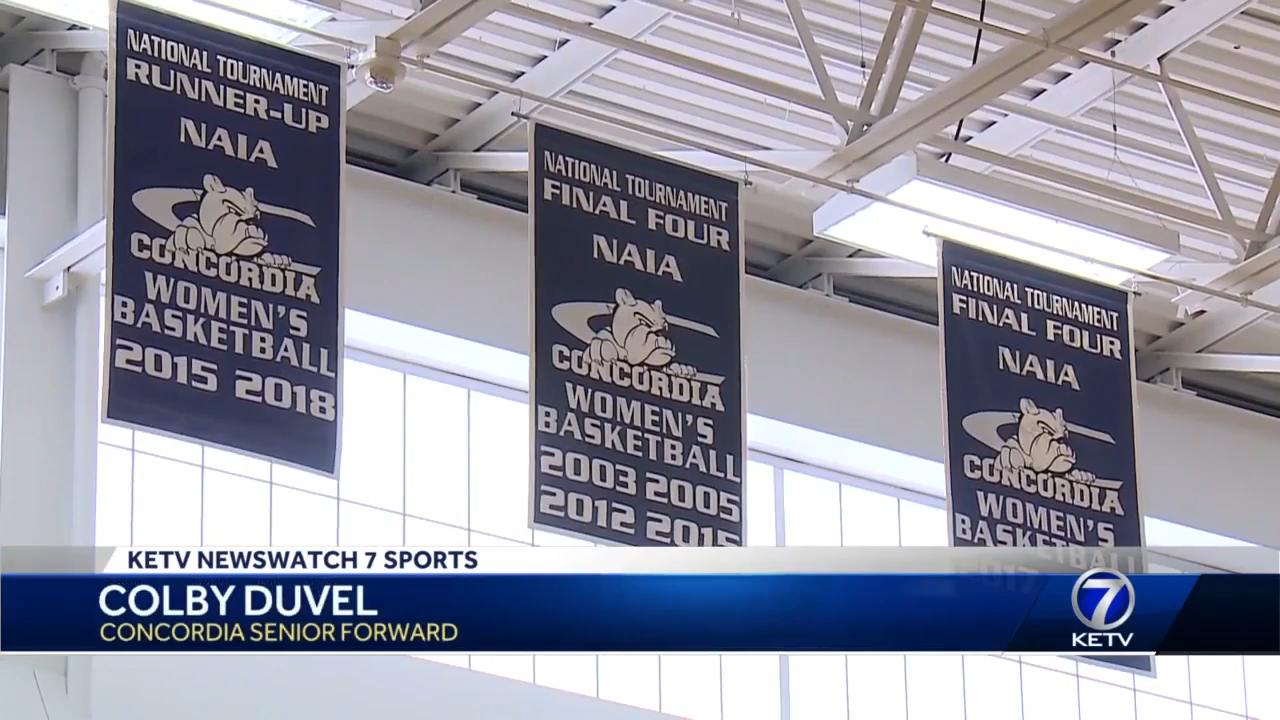 NATIONAL TOURNAMENT
RUNNER-UP
NAIA
CONCORDIA
WOMEN'S
BASKETBALL
2015 2018
NATIONAL TOURNAMENT
FINAL FOUR
NAIA
CONCORDIA
WOMEN'S
BASKETBALL
2003 2005
2012 2015
NATIONAL TOURNAMENT
FINAL FOUR
NAIA
CONCORDIA
WOMEN'S
BASKETBALL
2017
KETV NEWSWATCH 7 SPORTS
COLBY DUVEL
CONCORDIA SENIOR FORWARD
7
KETV